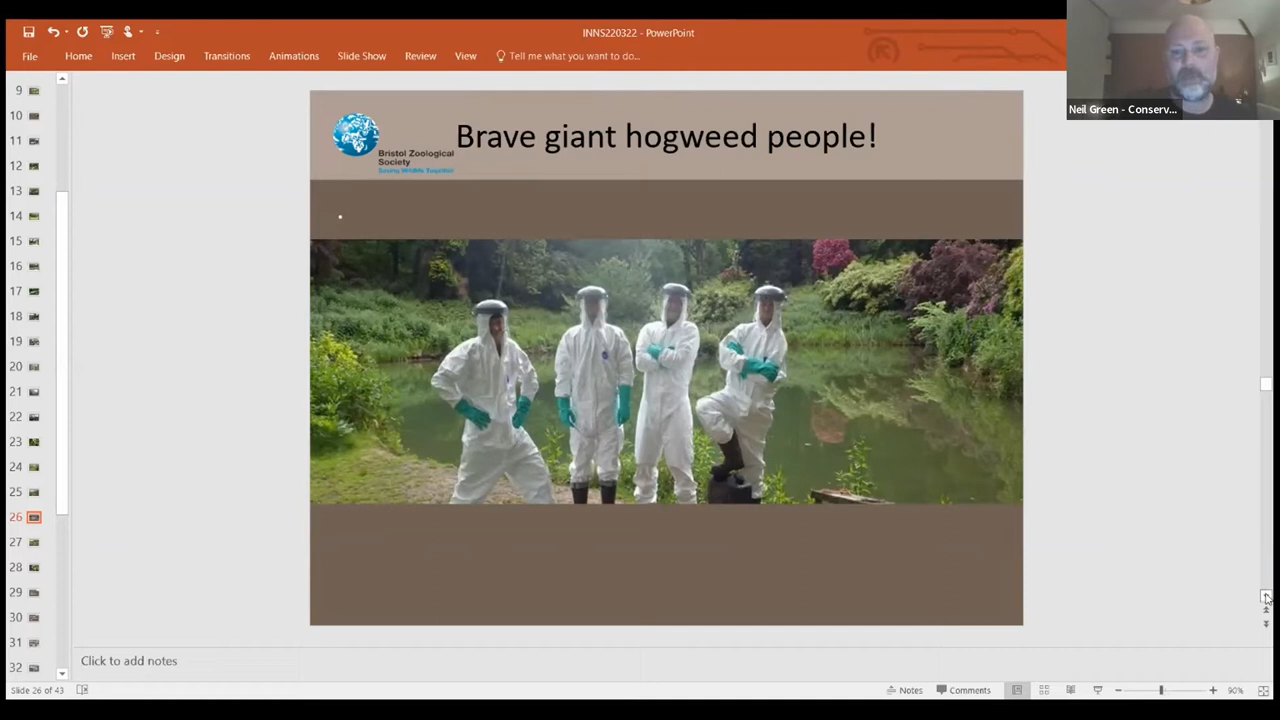 INNS220322 - PowerPoint
File Home Insert Design Transitions Animations Slide Show Review View Tell me what you want to do...
Neil Green - Conserv...
9
10
11
12
13
14
15
16
17
18
19
20
21
22
23
24
25
26
27
28
29
30
31
32
Brave giant hogweed people!
Bristol Zoological
Society
Saving Wildlife Together
Click to add notes
Slide 26 of 43 Notes Comments 90%